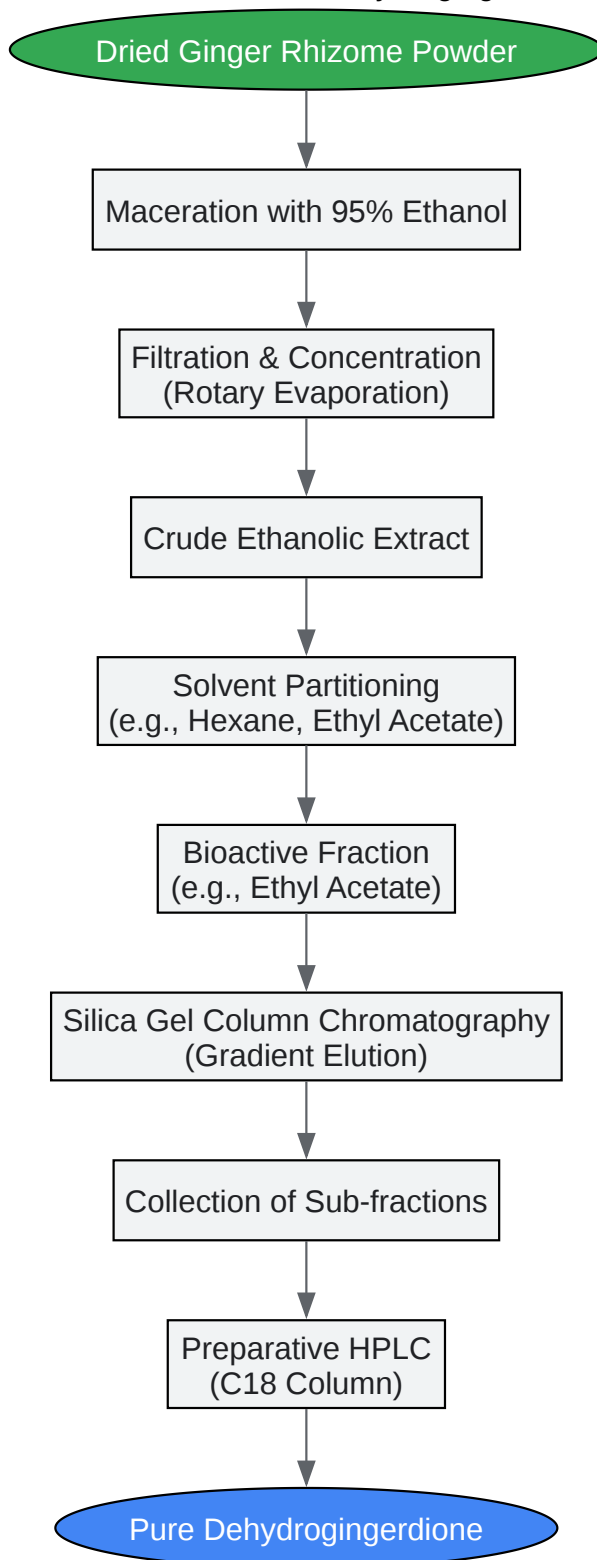 Dried Ginger Rhizome Powder
Maceration with 95% Ethanol
Filtration & Concentration
(Rotary Evaporation)
Crude Ethanolic Extract
Solvent Partitioning
(e.g., Hexane, Ethyl Acetate)
Bioactive Fraction
(e.g., Ethyl Acetate)
Silica Gel Column Chromatography
(Gradient Elution)
Collection of Sub-fractions
Preparative HPLC
(C18 Column)
Pure Dehydrogingerdione